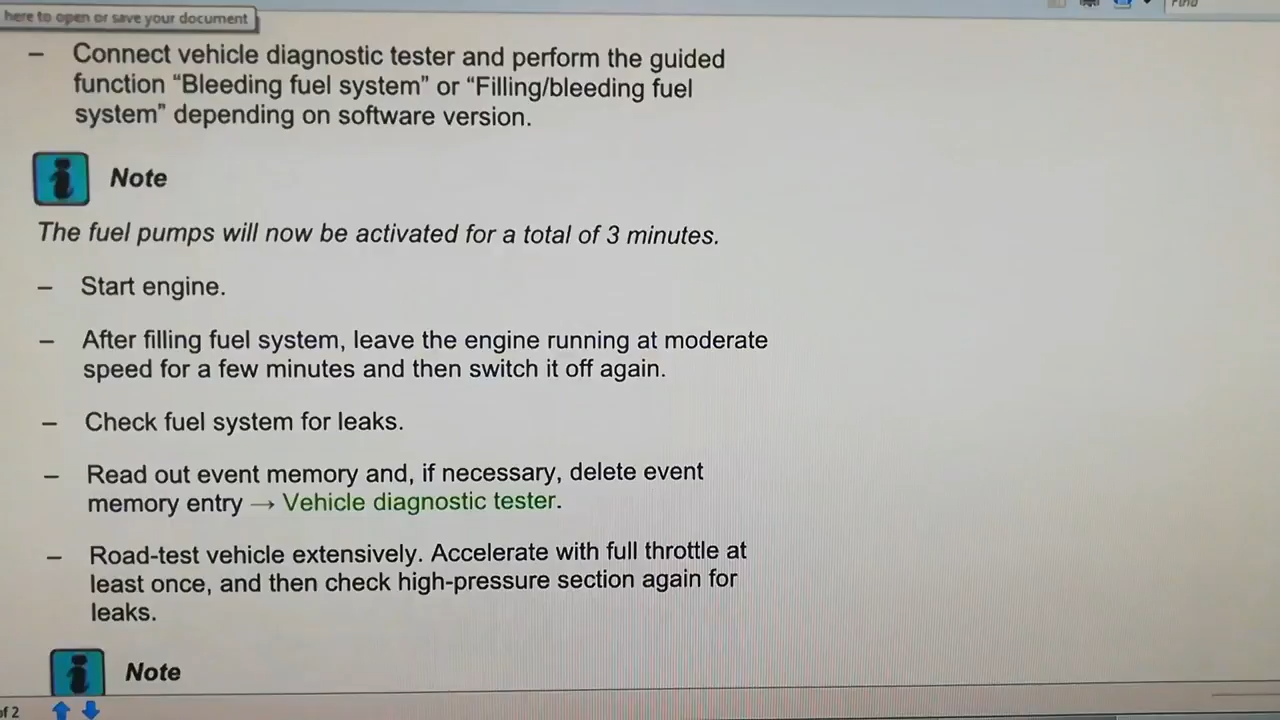 here to open or save your document
Find
– Connect vehicle diagnostic tester and perform the guided
function “Bleeding fuel system” or “Filling/bleeding fuel
system” depending on software version.
Note
The fuel pumps will now be activated for a total of 3 minutes.
– Start engine.
– After filling fuel system, leave the engine running at moderate
speed for a few minutes and then switch it off again.
– Check fuel system for leaks.
– Read out event memory and, if necessary, delete event
memory entry → Vehicle diagnostic tester.
– Road-test vehicle extensively. Accelerate with full throttle at
least once, and then check high-pressure section again for
leaks.
Note
of 2